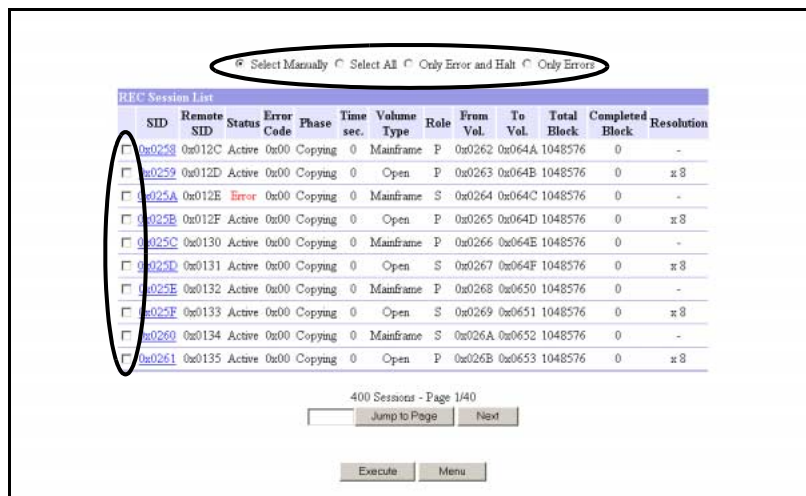 Select Manually Select All Only Error and Halt Only Errors
REC Session List
SID Remote SID Status Error Code Phase Time sec. Volume Type Role From Vol. To Vol. Total Block Completed Block Resolution
0x0258 0x012C Active 0x00 Copying 0 Mainframe P 0x0262 0x064A 1048576 0 -
0x0259 0x012D Active 0x00 Copying 0 Open P 0x0263 0x064B 1048576 0 x 8
0x025A 0x012E Error 0x00 Copying 0 Mainframe S 0x0264 0x064C 1048576 0 -
0x025B 0x012F Active 0x00 Copying 0 Open P 0x0265 0x064D 1048576 0 x 8
0x025C 0x0130 Active 0x00 Copying 0 Mainframe P 0x0266 0x064E 1048576 0 -
0x025D 0x0131 Active 0x00 Copying 0 Open S 0x0267 0x064F 1048576 0 x 8
0x025E 0x0132 Active 0x00 Copying 0 Mainframe P 0x0268 0x0650 1048576 0 -
0x025F 0x0133 Active 0x00 Copying 0 Open S 0x0269 0x0651 1048576 0 x 8
0x0260 0x0134 Active 0x00 Copying 0 Mainframe S 0x026A 0x0652 1048576 0 -
0x0261 0x0135 Active 0x00 Copying 0 Open P 0x026B 0x0653 1048576 0 x 8
400 Sessions - Page 1/40
Jump to Page Next
Execute Menu